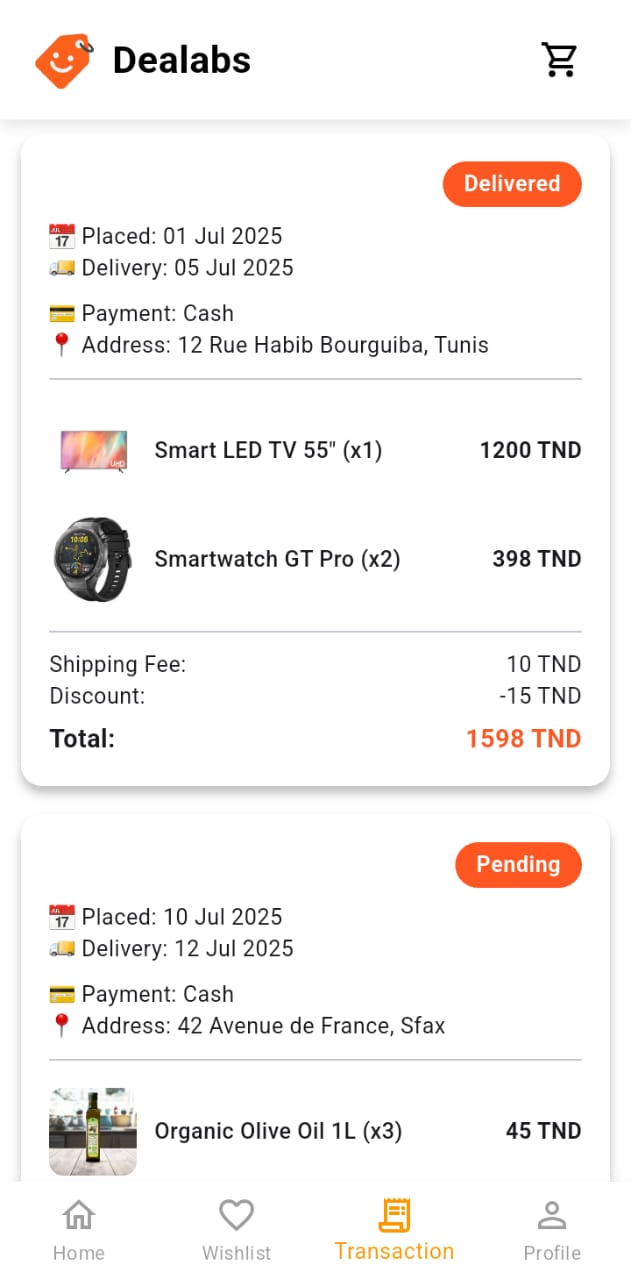 Dealabs
Delivered
Placed: 01 Jul 2025
Delivery: 05 Jul 2025
Payment: Cash
Address: 12 Rue Habib Bourguiba, Tunis
UHD
Smart LED TV 55" (x1) 1200 TND
10:08
Smartwatch GT Pro (x2) 398 TND
Shipping Fee: 10 TND
Discount: -15 TND
Total: 1598 TND
Pending
Placed: 10 Jul 2025
Delivery: 12 Jul 2025
Payment: Cash
Address: 42 Avenue de France, Sfax
Organic Olive Oil 1L (x3) 45 TND
Home Wishlist Transaction Profile